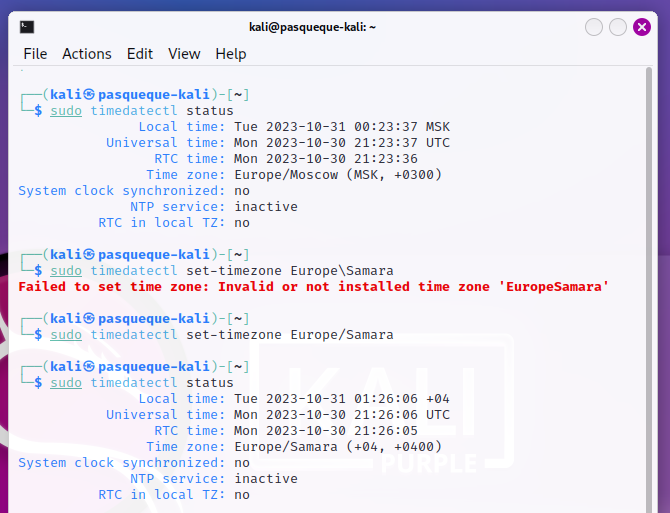 kali@pasqueque-kali: ~
File Actions Edit View Help
┌──(kali㉿pasqueque-kali)-[~]
└─$ sudo timedatectl status
Local time: Tue 2023-10-31 00:23:37 MSK
Universal time: Mon 2023-10-30 21:23:37 UTC
RTC time: Mon 2023-10-30 21:23:36
Time zone: Europe/Moscow (MSK, +0300)
System clock synchronized: no
NTP service: inactive
RTC in local TZ: no
┌──(kali㉿pasqueque-kali)-[~]
└─$ sudo timedatectl set-timezone Europe\Samara
Failed to set time zone: Invalid or not installed time zone 'EuropeSamara'
┌──(kali㉿pasqueque-kali)-[~]
└─$ sudo timedatectl set-timezone Europe/Samara
┌──(kali㉿pasqueque-kali)-[~]
└─$ sudo timedatectl status
Local time: Tue 2023-10-31 01:26:06 +04
Universal time: Mon 2023-10-30 21:26:06 UTC
RTC time: Mon 2023-10-30 21:26:05
Time zone: Europe/Samara (+04, +0400)
System clock synchronized: no
NTP service: inactive
RTC in local TZ: no
KALI
PURPLE